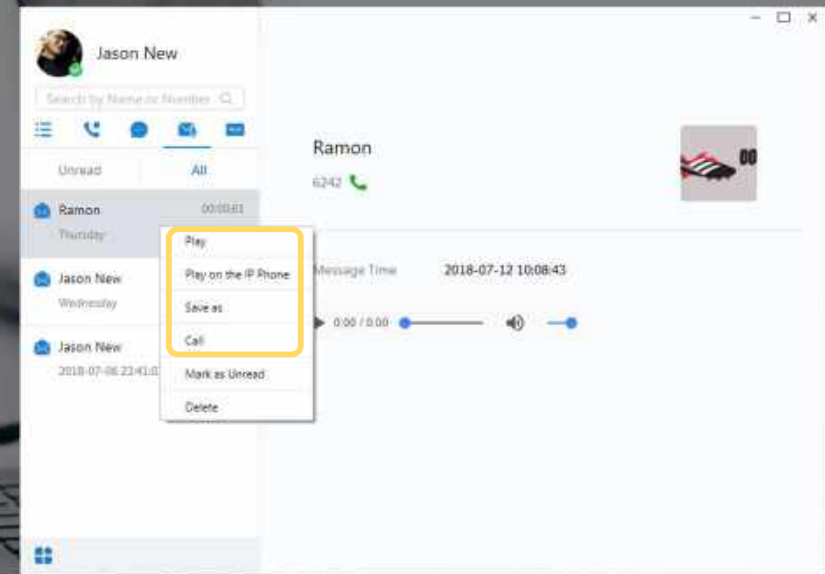 Jason New
Search by Name or Number
Unread
All
Ramon
00:00:01
Thursday
Jason New
Wednesday
Jason New
2018-07-06 23:41:0
Play
Play on the IP Phone
Save as
Call
Mark as Unread
Delete
Ramon
6242
Message Time
2018-07-12 10:08:43
0:00 / 0:00